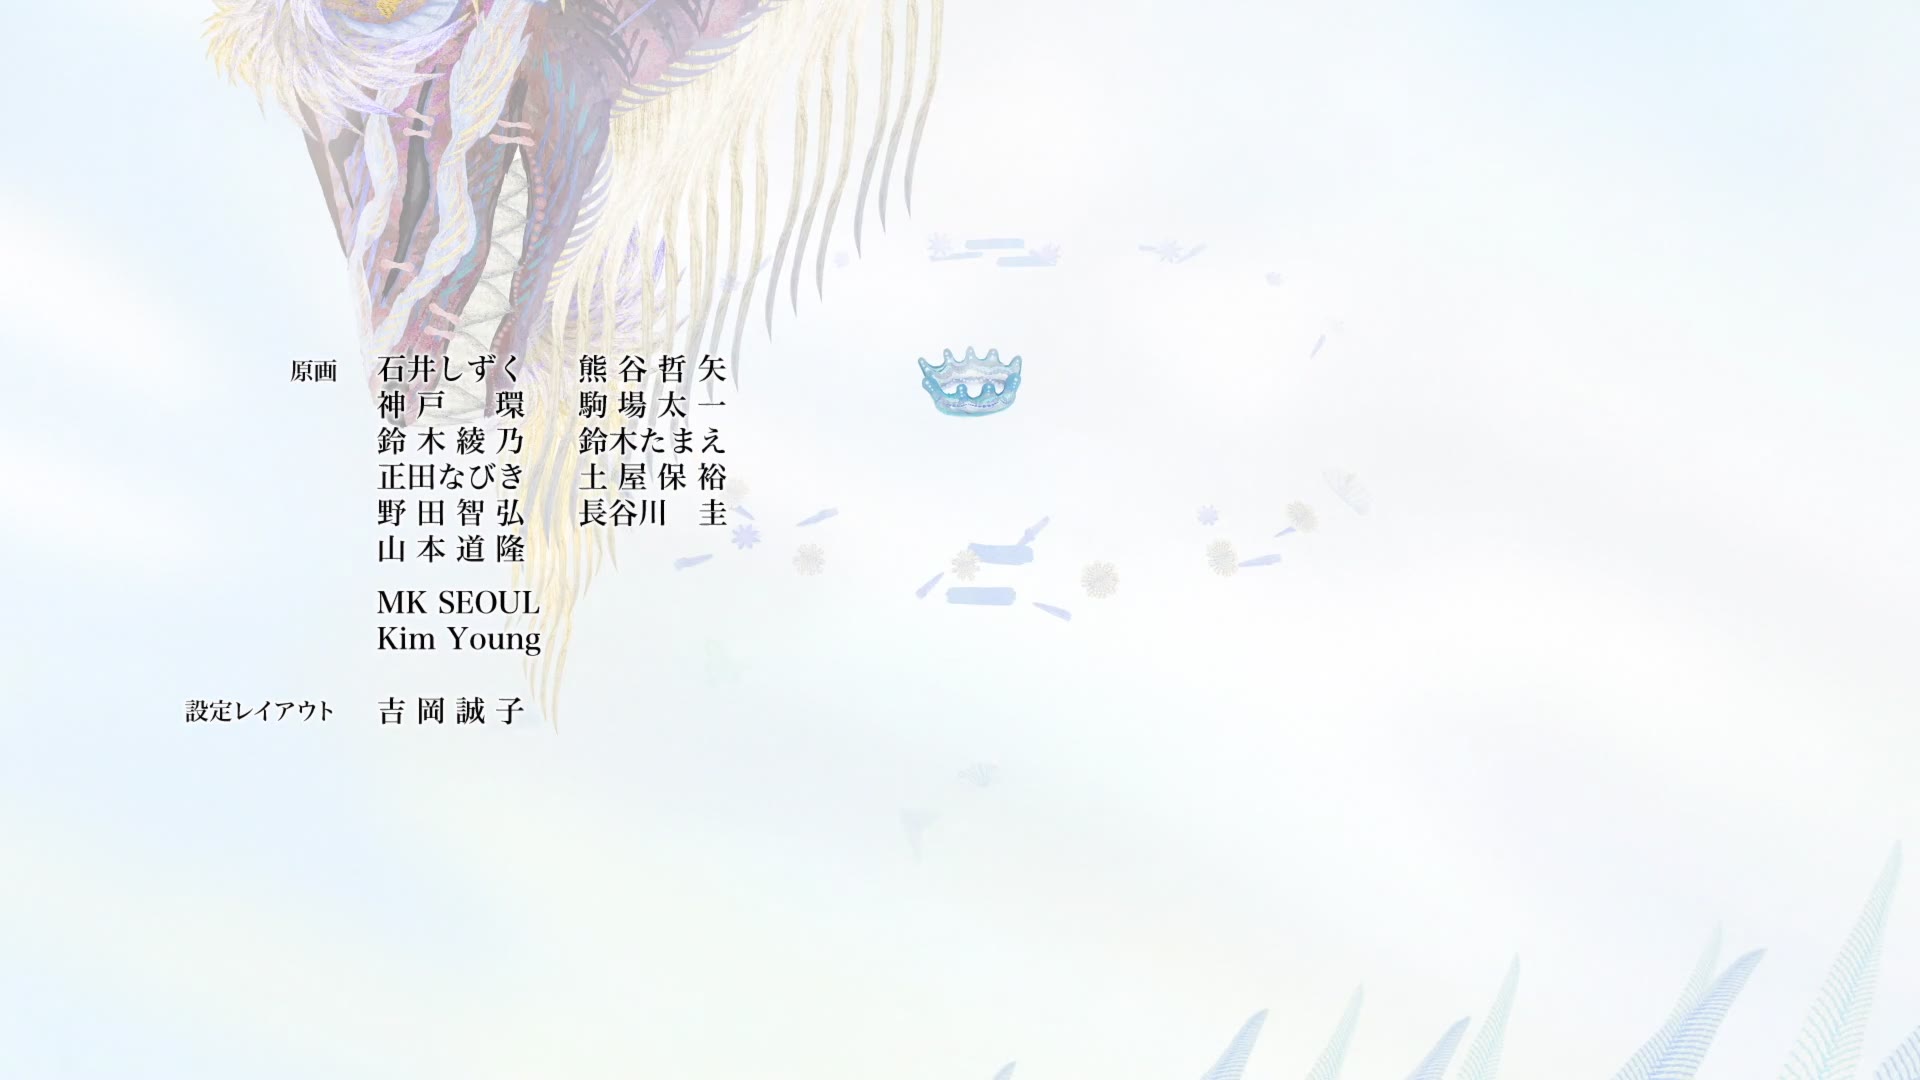 原画 石井しずく 熊谷哲矢
神戸 環 駒場太一
鈴木綾乃 鈴木たまえ
正田なびき 土屋保裕
野田智弘 長谷川 圭
山本道隆
MK SEOUL
Kim Young
設定レイアウト 吉岡誠子